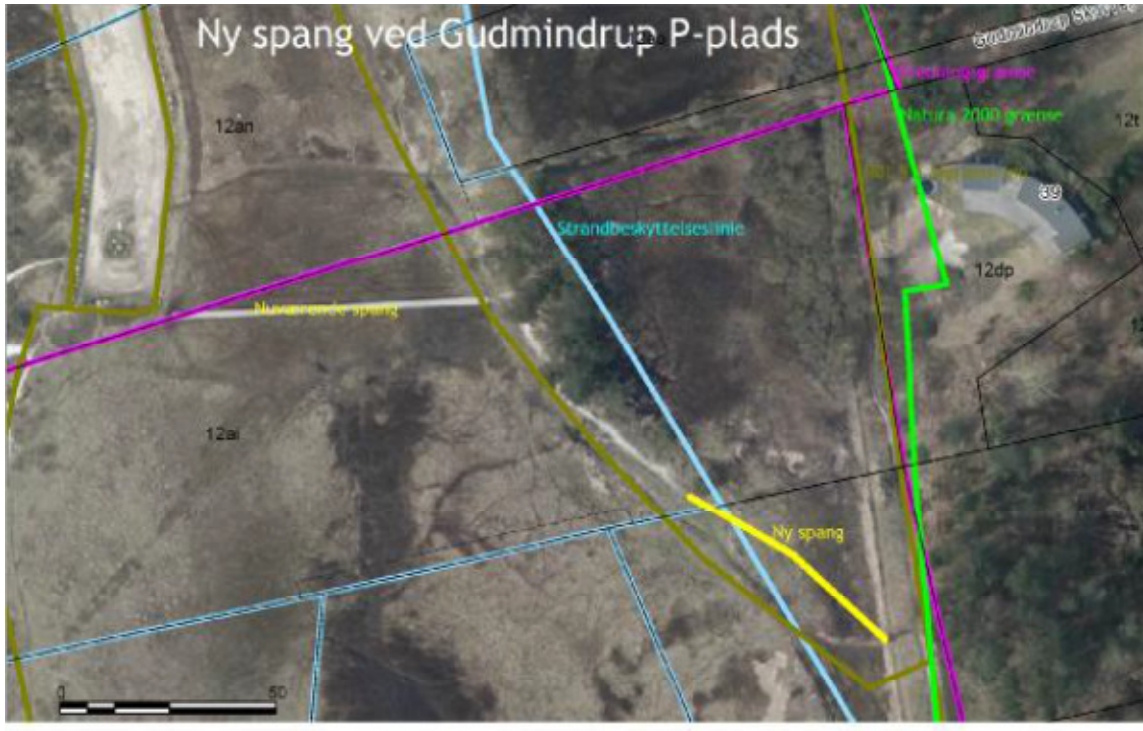 Ny spang ved Gudmindrup P-plads
Gudmindrup
Natura 2000 grænse
12t
12an
39
Strandbeskyttelseslinie
12dp
Nuværende spang
12ai
Ny spang
0
50